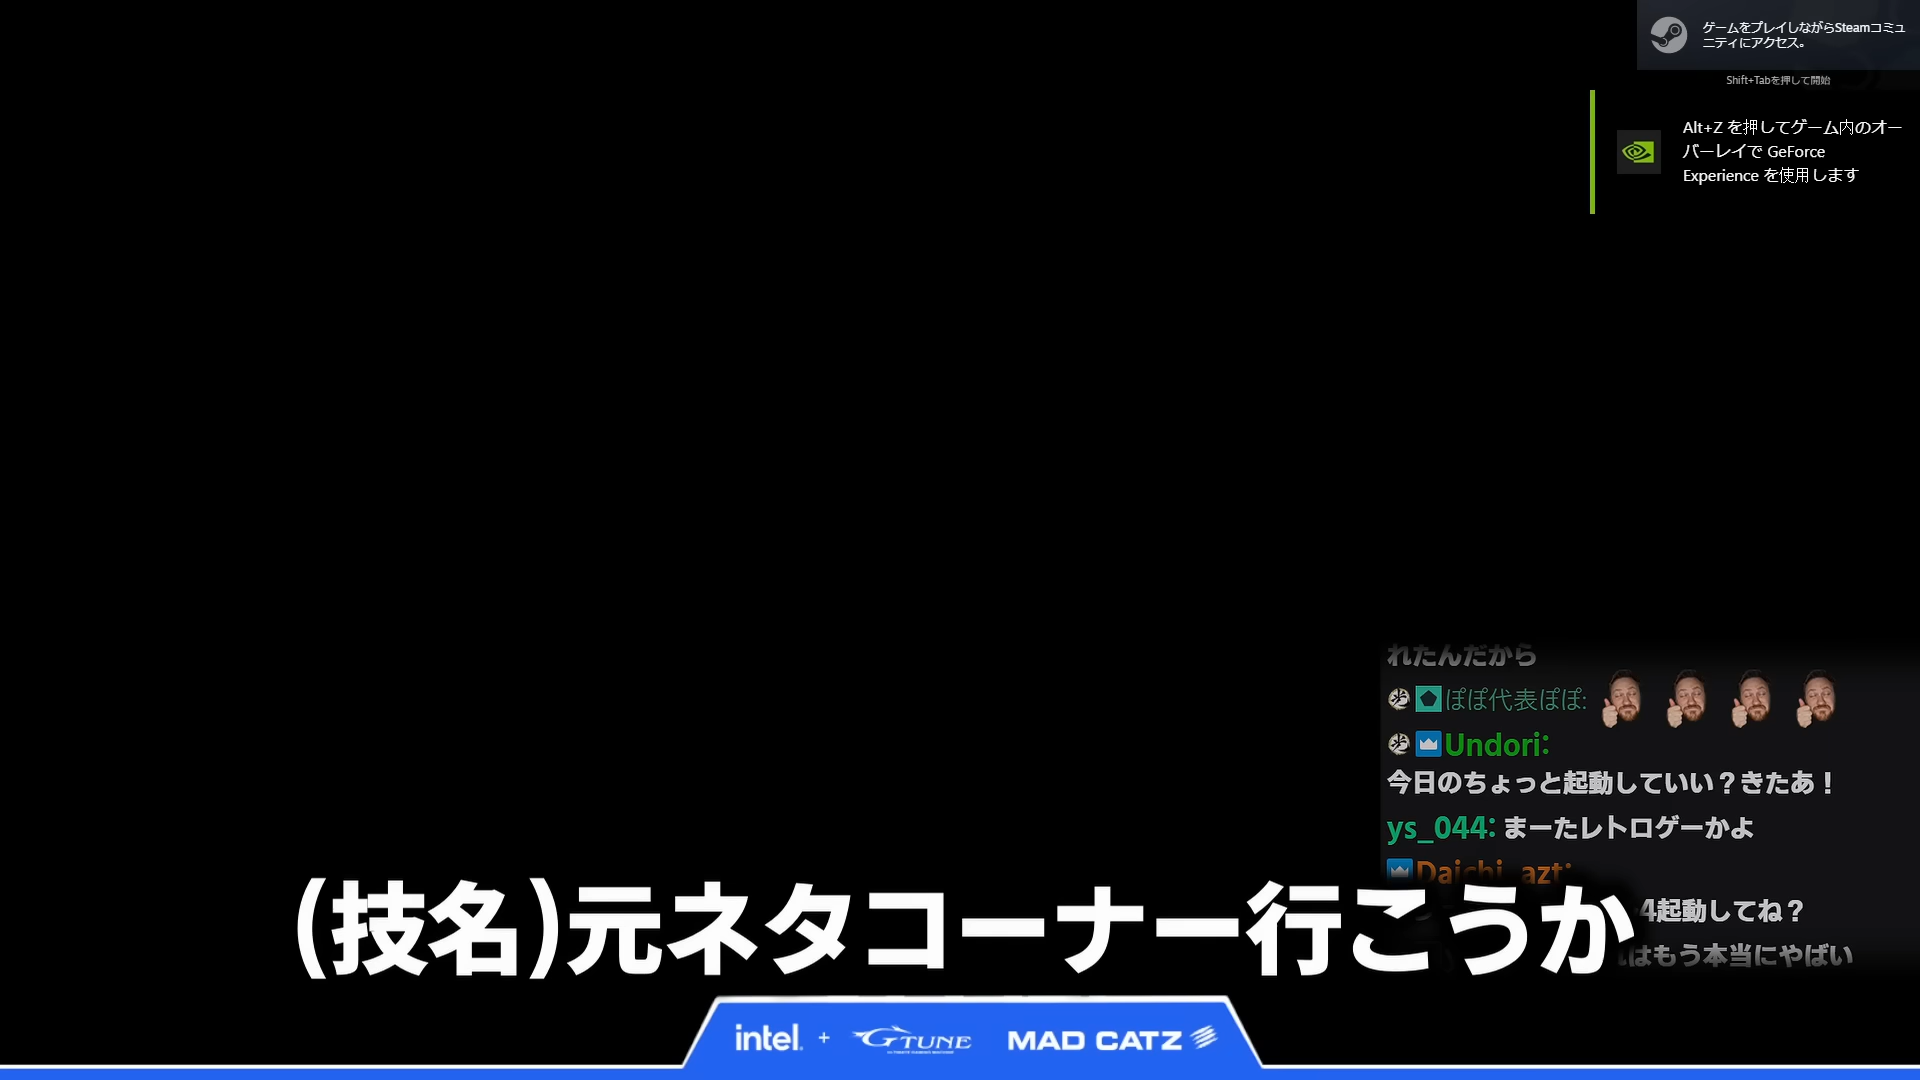 ゲームをプレイしながらSteamコミュ
ニティにアクセス。
Shift+Tabを押して開始
Alt+Z を押してゲーム内のオー
バーレイで GeForce
Experience を使用します
れたんだから
ぽぽ代表ぽぽ:
Undori:
今日のちょっと起動していい？きたあ！
ys_044: まーたレトロゲーかよ
Daichi_azt:
4起動してね？
はもう本当にやばい
(技名)元ネタコーナー行こうか
intel. + GTUNE MAD CATZ